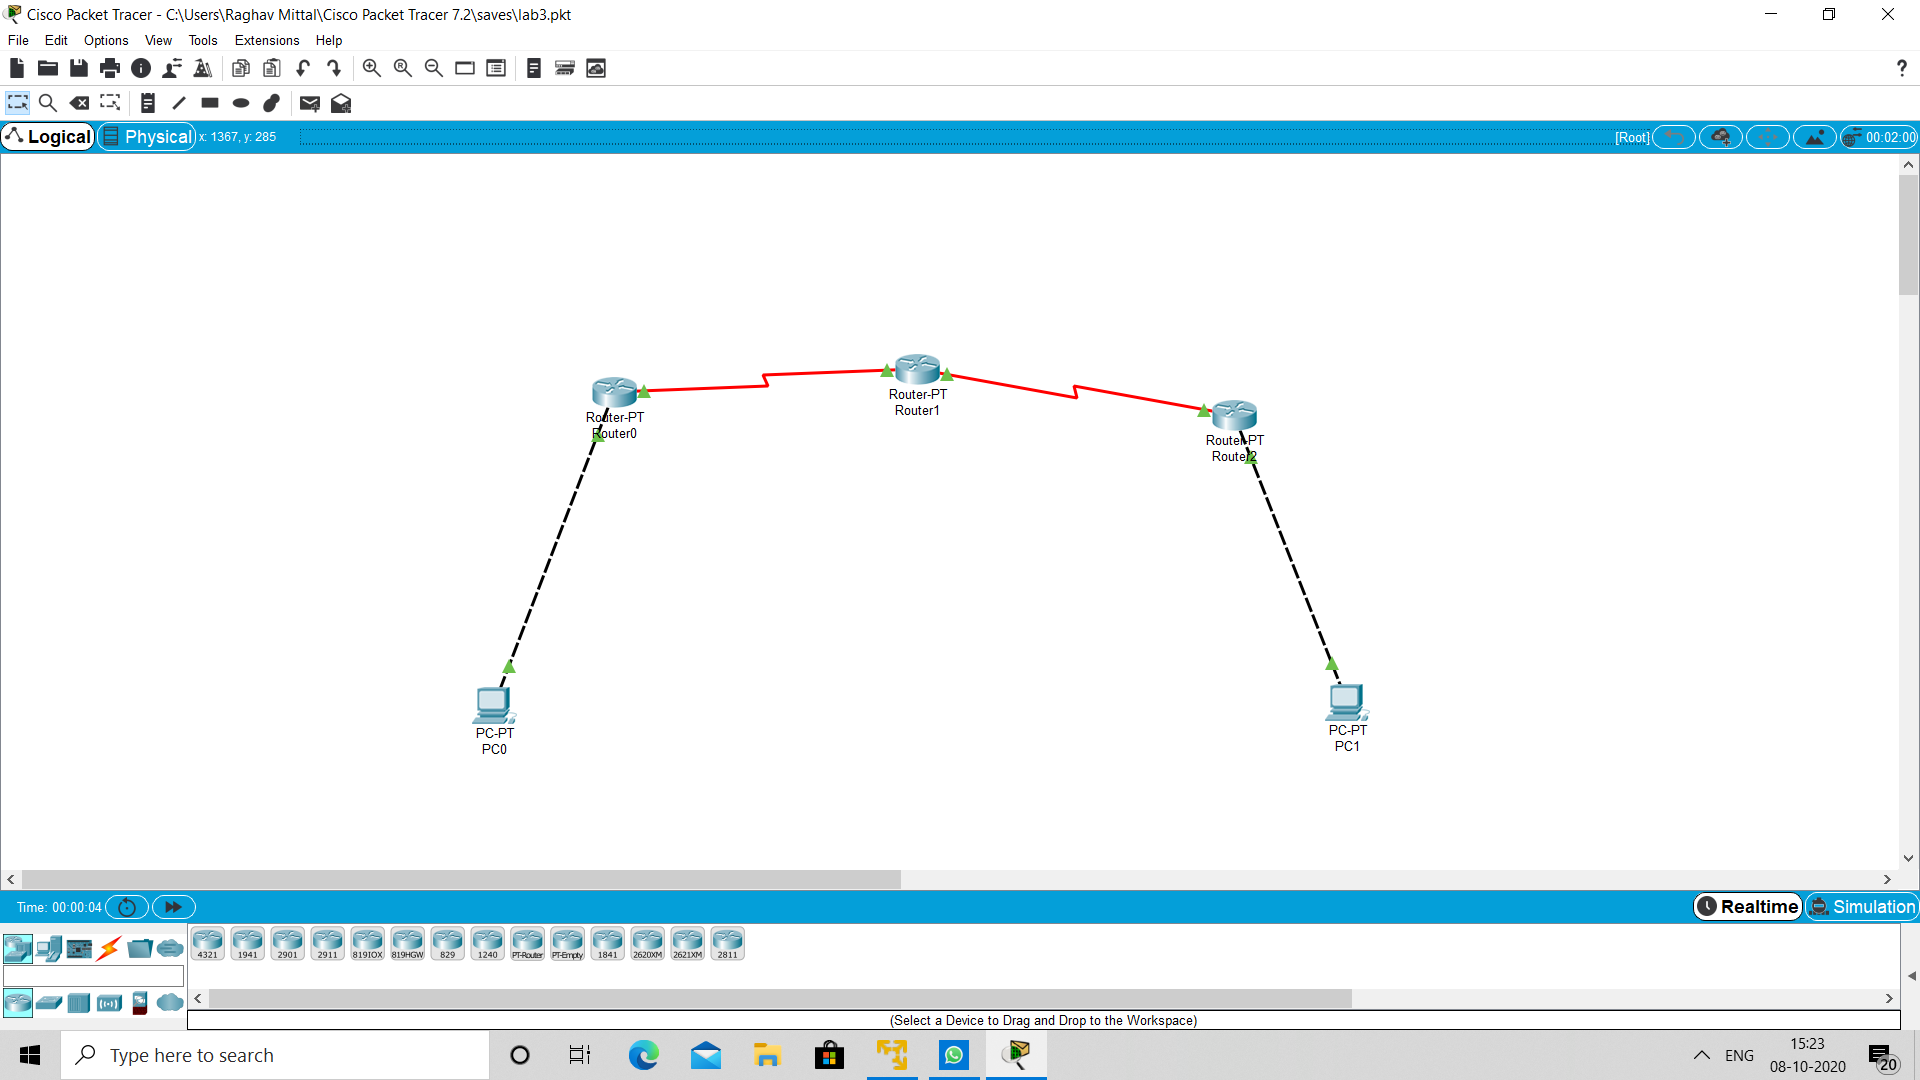 Cisco Packet Tracer - C:\Users\Raghav Mittal\Cisco Packet Tracer 7.2\saves\lab3.pkt
File Edit Options View Tools Extensions Help
?
Logical Physical x: 1367, y: 285 [Root] 00:02:00
Router-PT
Router1
Router-PT
Router0
Router-PT
Router2
PC-PT
PC0
PC-PT
PC1
Time: 00:00:04 Realtime Simulation
4321 1941 2901 2911 819IOX 819HGW 829 1240 PT-Router PT-Empty 1841 2620XM 2621XM 2811
(Select a Device to Drag and Drop to the Workspace)
Type here to search
ENG
15:23
08-10-2020
20